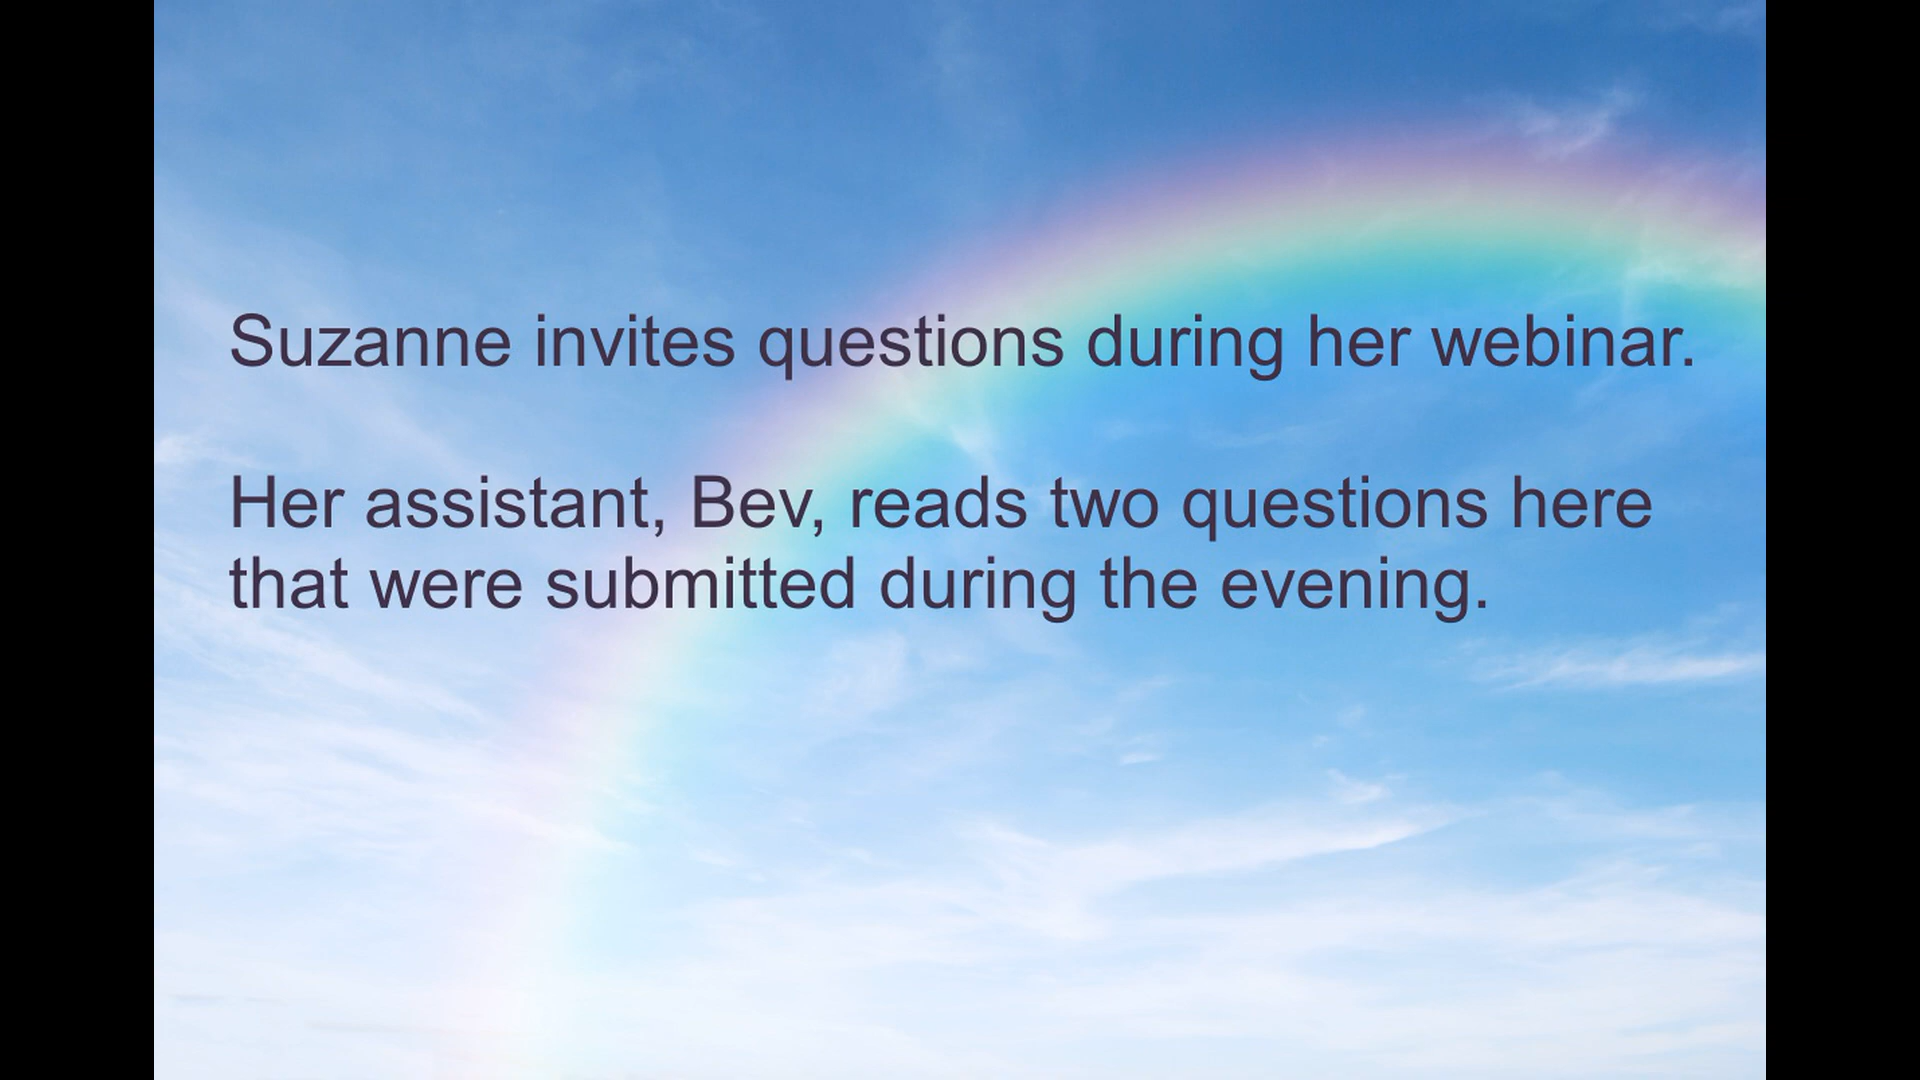 Suzanne invites questions during her webinar.
Her assistant, Bev, reads two questions here
that were submitted during the evening.